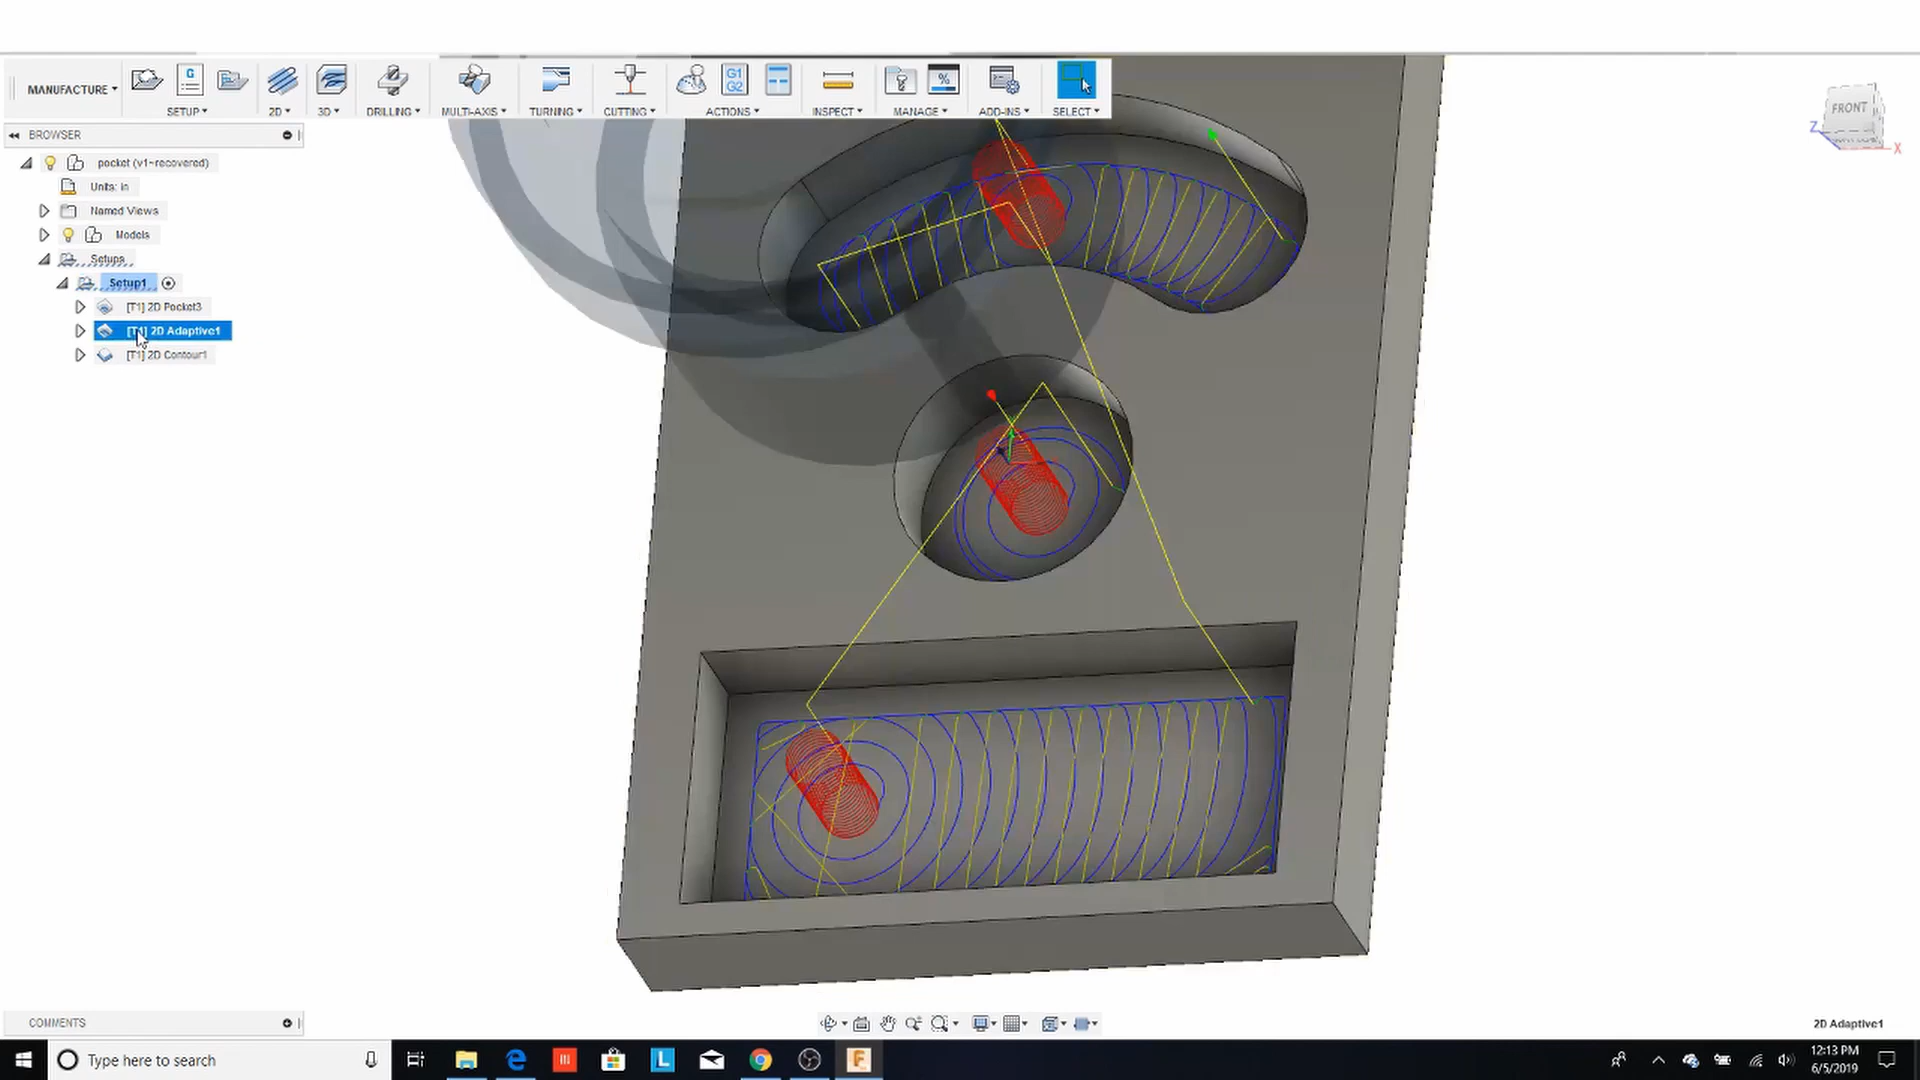 MANUFACTURE
SETUP
2D
3D
DRILLING
MULTI-AXIS
TURNING
CUTTING
G1
G2
ACTIONS
INSPECT
MANAGE
ADD-INS
SELECT
FRONT
Z
X
BROWSER
pocket (v1~recovered)
Units: in
Named Views
Models
Setups
Setup1
[T1] 2D Pocket3
[T1] 2D Adaptive1
[T1] 2D Contour1
COMMENTS
2D Adaptive1
Type here to search
12:13 PM
6/5/2019